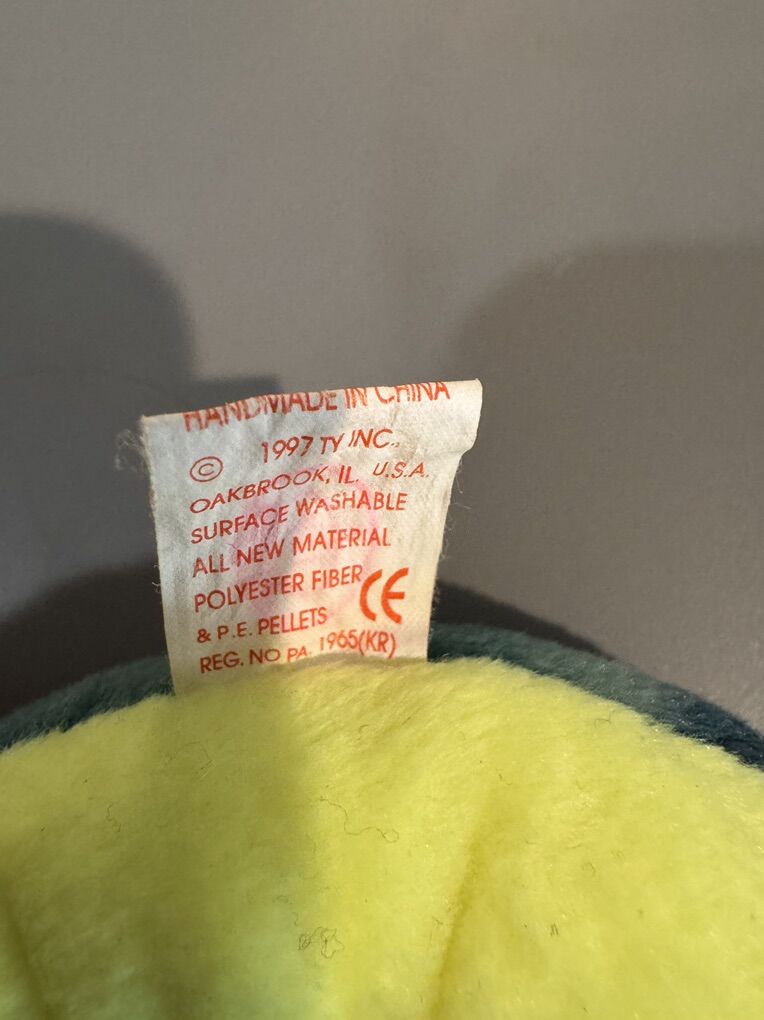 HANDMADE IN CHINA
© 1997 TY INC.,
OAKBROOK, IL. U.S.A.
SURFACE WASHABLE
ALL NEW MATERIAL
POLYESTER FIBER CE
& P.E. PELLETS
REG. NO PA. 1965(KR)